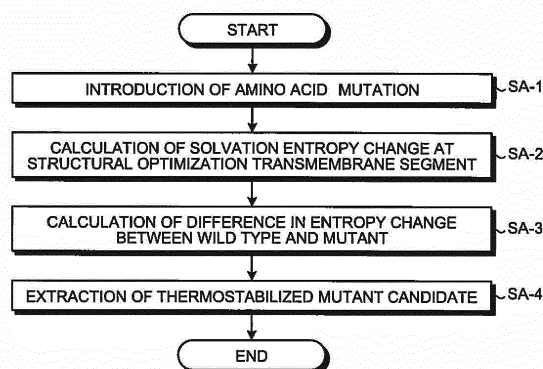 START
INTRODUCTION OF AMINO ACID MUTATION
SA-1
CALCULATION OF SOLVATION ENTROPY CHANGE AT
STRUCTURAL OPTIMIZATION TRANSMEMBRANE SEGMENT
SA-2
CALCULATION OF DIFFERENCE IN ENTROPY CHANGE
BETWEEN WILD TYPE AND MUTANT
SA-3
EXTRACTION OF THERMOSTABILIZED MUTANT CANDIDATE
SA-4
END